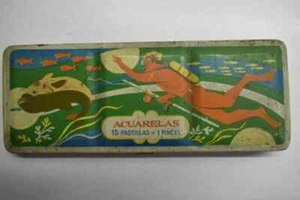 ACUARELAS
15 PASTILLAS + 1 PINCEL